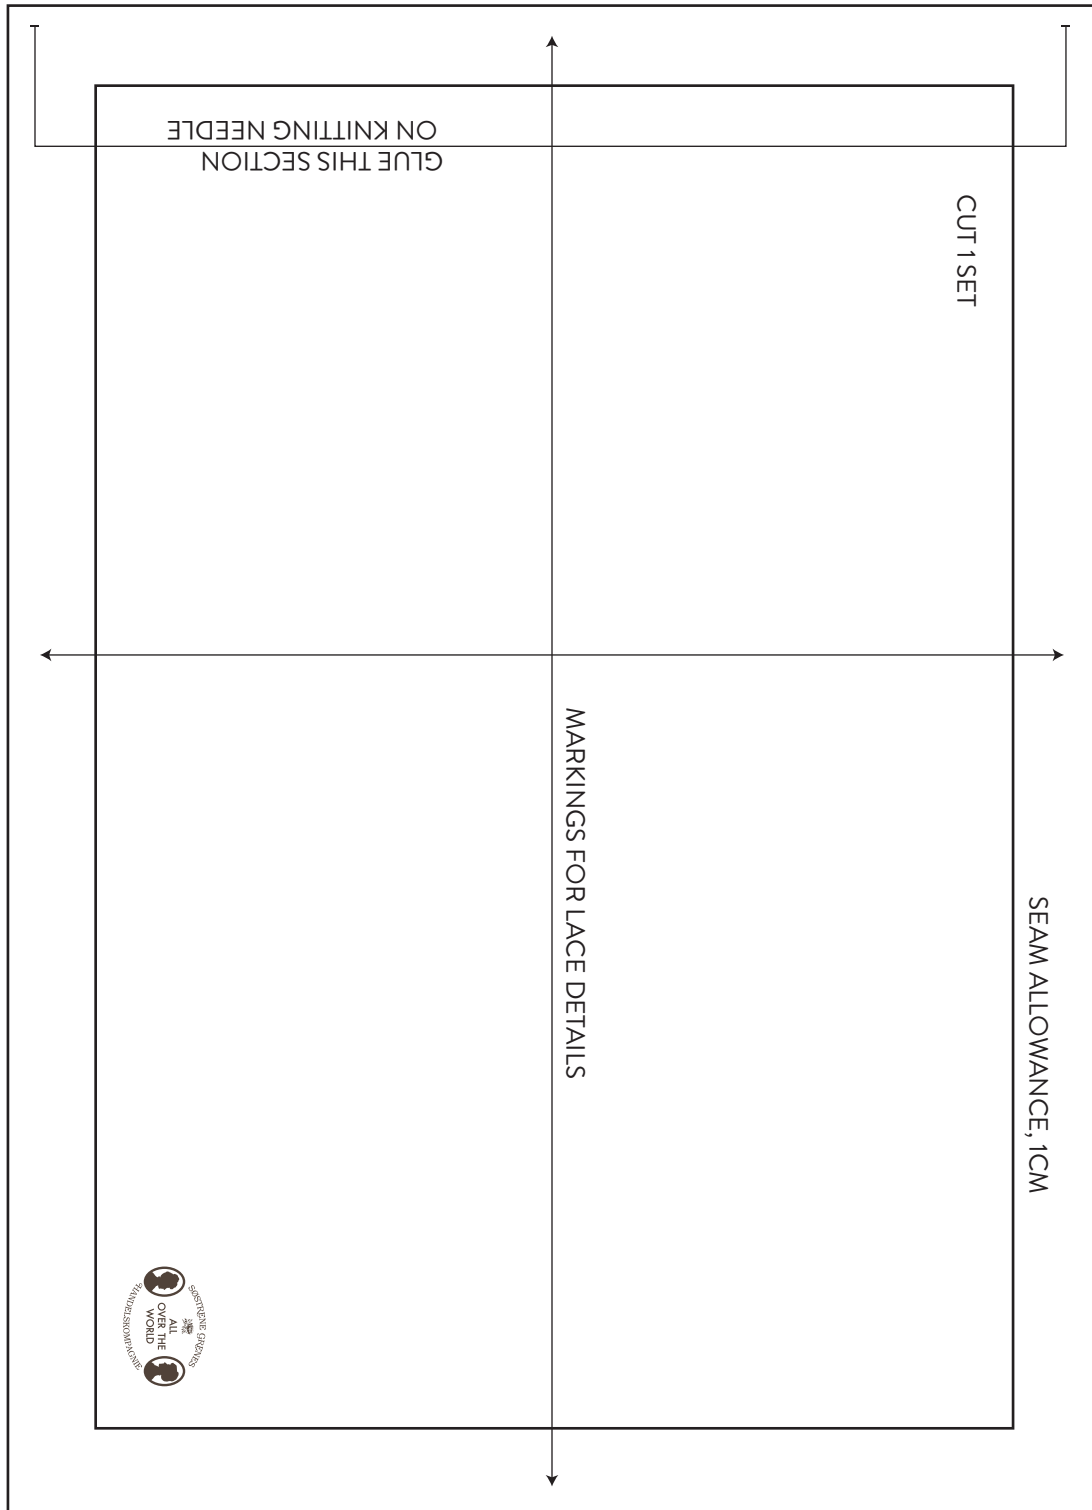 GLUE THIS SECTION
ON KNITTING NEEDLE
CUT 1 SET
MARKINGS FOR LACE DETAILS
SEAM ALLOWANCE, 1CM
SØSTRENE GRENES
ALL
OVER THE
WORLD
HANDELSKOMPAGNIE